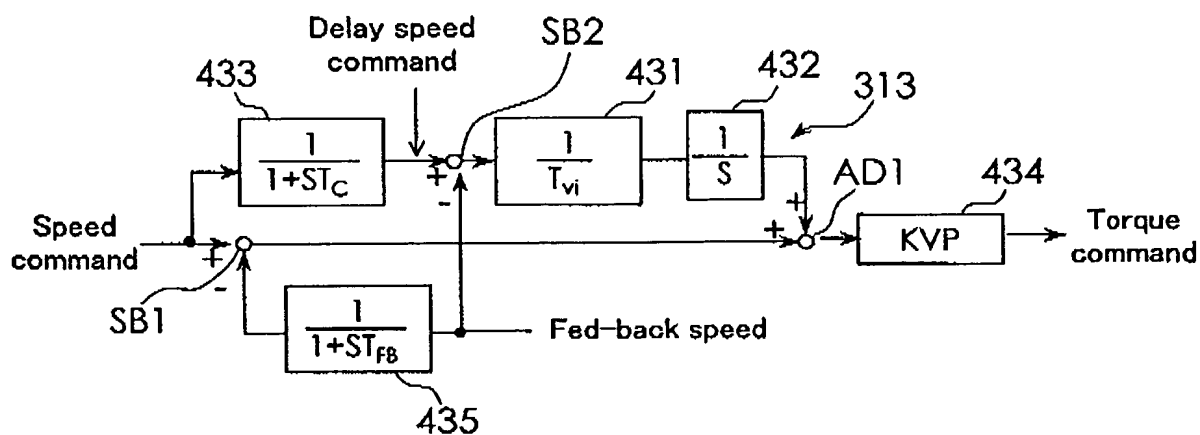 Delay speed
command
SB2
433
431
432
313
1
1+STC
+
-
1
Tvi
1
S
AD1
434
+
Speed
command
+
-
+
KVP
Torque
command
SB1
1
1+STFB
Fed-back speed
435